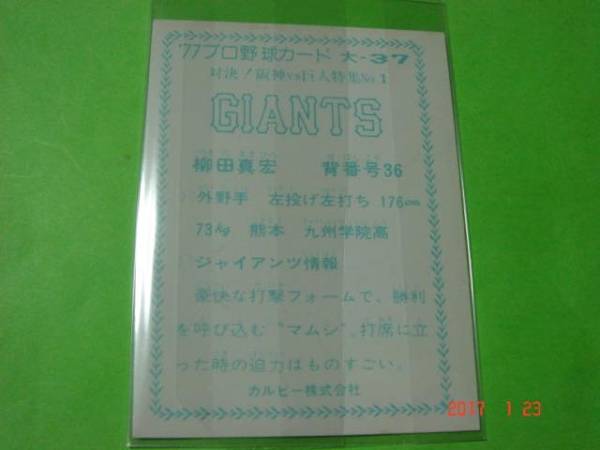 '77プロ野球カード 大-37
対決!阪神vs巨人特集No.1
GIANTS
柳田真宏 背番号36
外野手 左投げ左打ち 176cm
73kg 熊本 九州学院高
ジャイアンツ情報
豪快な打撃フォームで、勝利
を呼び込む“マムシ”打席に立
った時の迫力はものすごい。
カルビー株式会社
2017 1 23